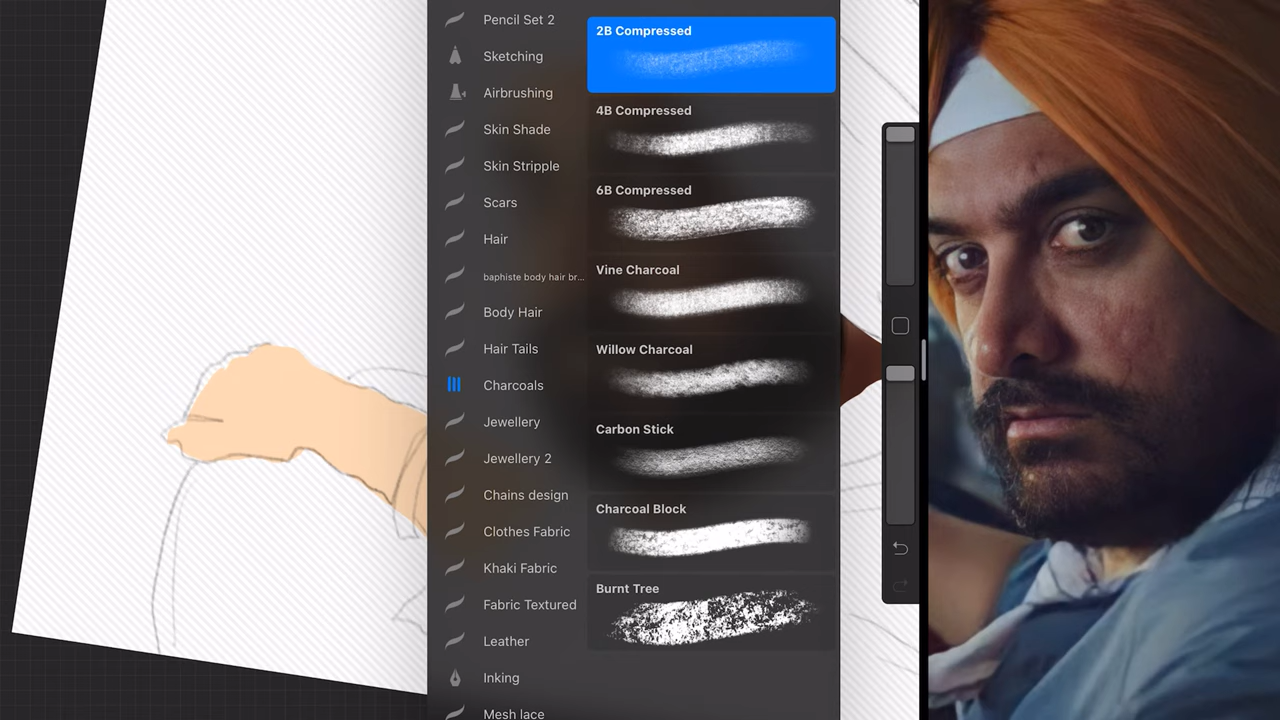 Pencil Set 2
Sketching
Airbrushing
Skin Shade
Skin Stripple
Scars
Hair
baphiste body hair br...
Body Hair
Hair Tails
Charcoals
Jewellery
Jewellery 2
Chains design
Clothes Fabric
Khaki Fabric
Fabric Textured
Leather
Inking
Mesh lace
2B Compressed
4B Compressed
6B Compressed
Vine Charcoal
Willow Charcoal
Carbon Stick
Charcoal Block
Burnt Tree